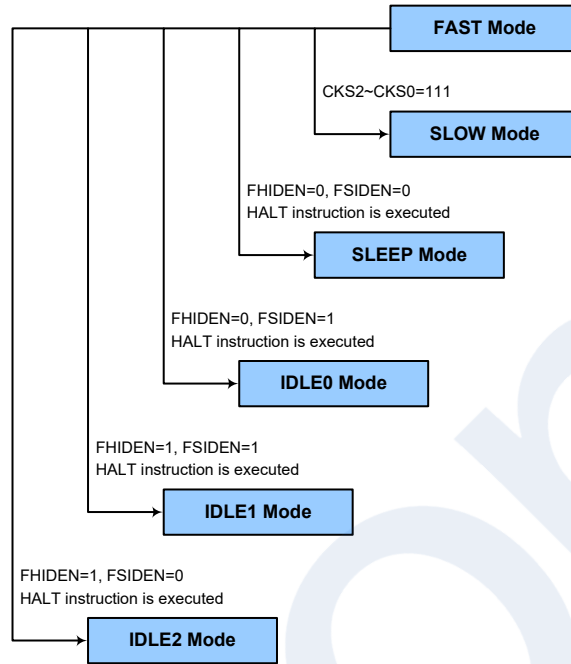 FAST Mode
CKS2~CKS0=111
SLOW Mode
FHIDEN=0, FSIDEN=0
HALT instruction is executed
SLEEP Mode
FHIDEN=0, FSIDEN=1
HALT instruction is executed
IDLE0 Mode
FHIDEN=1, FSIDEN=1
HALT instruction is executed
IDLE1 Mode
FHIDEN=1, FSIDEN=0
HALT instruction is executed
IDLE2 Mode